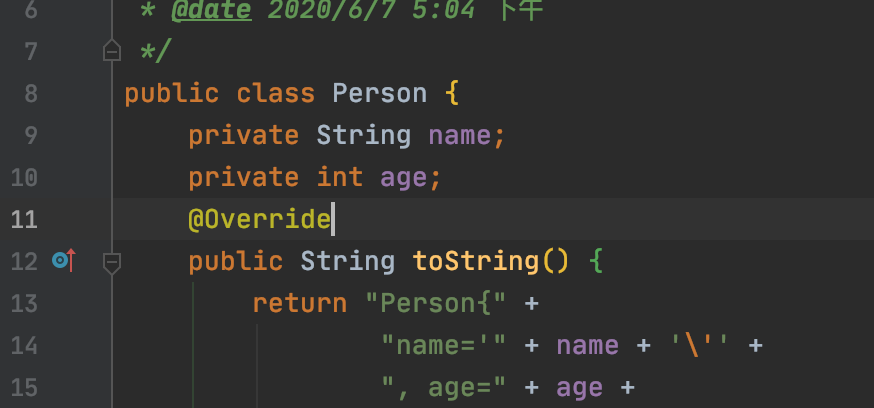 6 * @date 2020/6/7 5:04 下午
7 */
8 public class Person {
9 private String name;
10 private int age;
11 @Override
12 public String toString() {
13 return "Person{" +
14 "name='" + name + '\'' +
15 ", age=" + age +